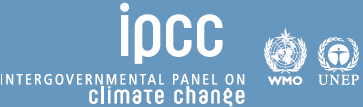 ipcc
INTERGOVERNMENTAL PANEL ON
climate change
WMO
UNEP